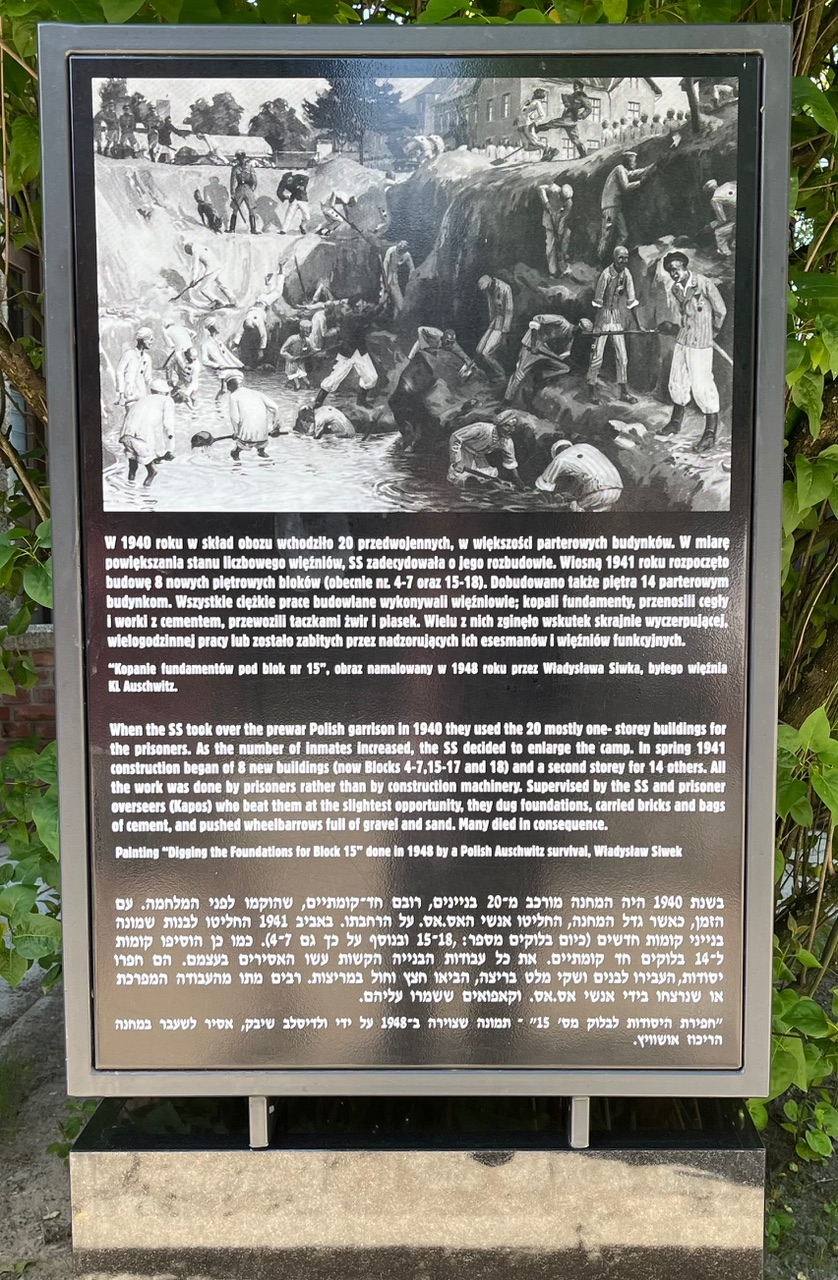 W 1940 roku w skład obozu wchodziło 20 przedwojennych, w większości parterowych budynków. W miarę
powiększania stanu liczbowego więźniów, SS zadecydowała o jego rozbudowie. Wiosną 1941 roku rozpoczęto
budowę 8 nowych piętrowych bloków (obecnie nr. 4-7 oraz 15-18). Dobudowano także piętra 14 parterowym
budynkom. Wszystkie ciężkie prace budowlane wykonywali więźniowie; kopali fundamenty, przenosili cegły
i worki z cementem, przewozili taczkami żwir i piasek. Wielu z nich zginęło wskutek skrajnie wyczerpującej,
wielogodzinnej pracy lub zostało zabitych przez nadzorujących ich esesmanów i więźniów funkcyjnych.
“Kopanie fundamentów pod blok nr 15”, obraz namalowany w 1948 roku przez Władysława Siwka, byłego więźnia
KL Auschwitz.
When the SS took over the prewar Polish garrison in 1940 they used the 20 mostly one- storey buildings for
the prisoners. As the number of inmates increased, the SS decided to enlarge the camp. In spring 1941
construction began of 8 new buildings (now Blocks 4-7,15-17 and 18) and a second storey for 14 others. All
the work was done by prisoners rather than by construction machinery. Supervised by the SS and prisoner
overseers (Kapos) who beat them at the slightest opportunity, they dug foundations, carried bricks and bags
of cement, and pushed wheelbarrows full of gravel and sand. Many died in consequence.
Painting “Digging the Foundations for Block 15” done in 1948 by a Polish Auschwitz survival, Władysław Siwek
בשנת 1940 היה המחנה מורכב מ־20 בניינים, רובם חד־קומתיים, שהוקמו לפני המלחמה. עם
הזמן, כאשר גדל המחנה, החליטו אנשי האס.אס. על הרחבתו. באביב 1941 החליטו לבנות שמונה
בנייני קומות חדשים (כיום בלוקים מספר: 15-18, ובנוסף על כך גם 4-7). כמו כן הוסיפו קומות
ל־14 בלוקים חד קומתיים. את כל עבודות הבנייה הקשות עשו האסירים בעצמם. הם חפרו
יסודות, העבירו לבנים ושקי מלט בריצה, הביאו חצץ וחול במריצות. רבים מתו מהעבודה המפרכת
או שנרצחו בידי אנשי אס.אס. וקאפואים ששמרו עליהם.
"חפירת היסודות לבלוק מס' 15" - תמונה שצוירה ב־1948 על ידי ולדיסלב שיבק, אסיר לשעבר במחנה
הריכוז אושוויץ.